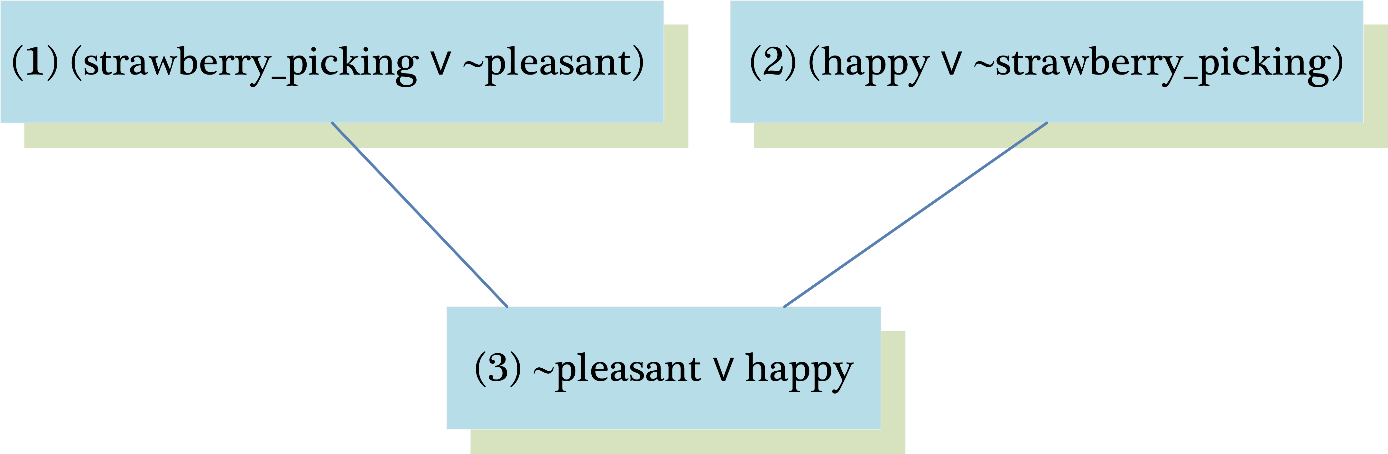 (1) (strawberry_picking ∨ ~pleasant)
(2) (happy ∨ ~strawberry_picking)
(3) ~pleasant ∨ happy